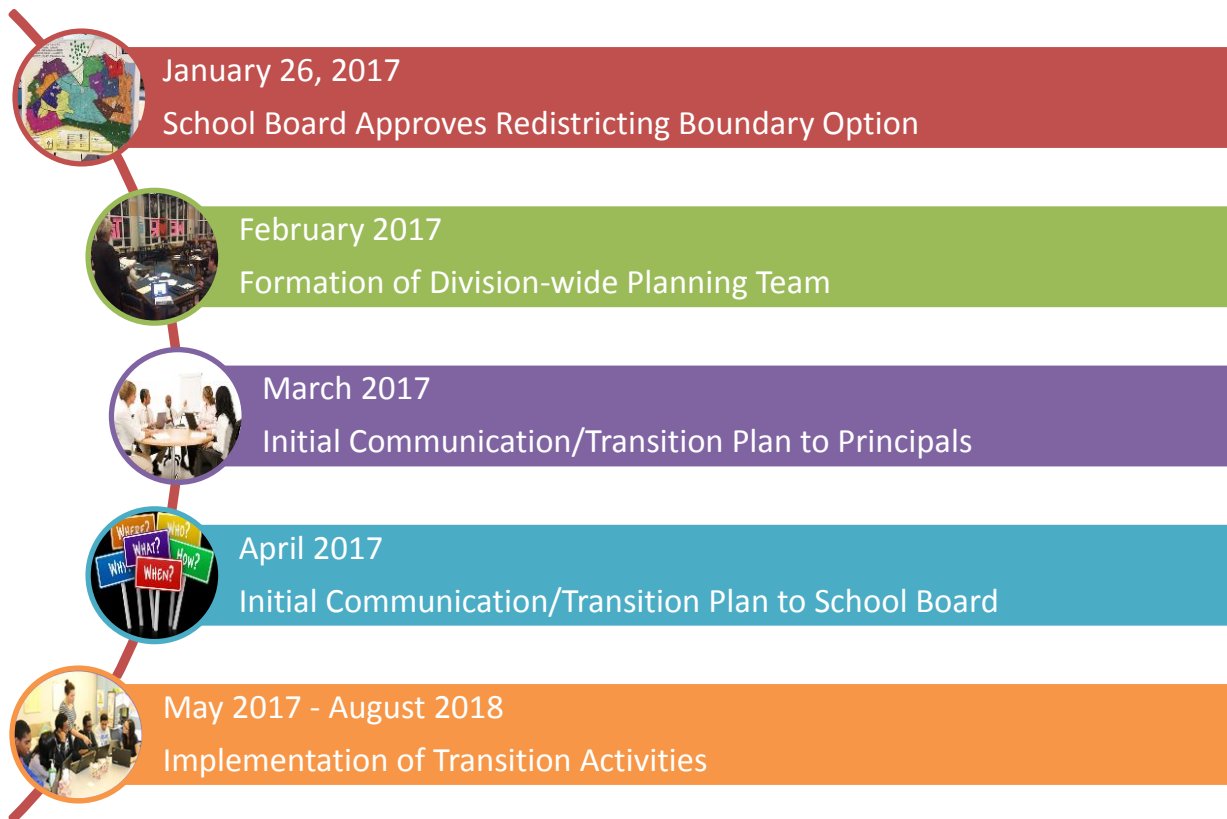 January 26, 2017
School Board Approves Redistricting Boundary Option
February 2017
Formation of Division-wide Planning Team
March 2017
Initial Communication/Transition Plan to Principals
April 2017
Initial Communication/Transition Plan to School Board
WHERE?
WHO?
WHAT?
HOW?
WHEN?
May 2017 - August 2018
Implementation of Transition Activities